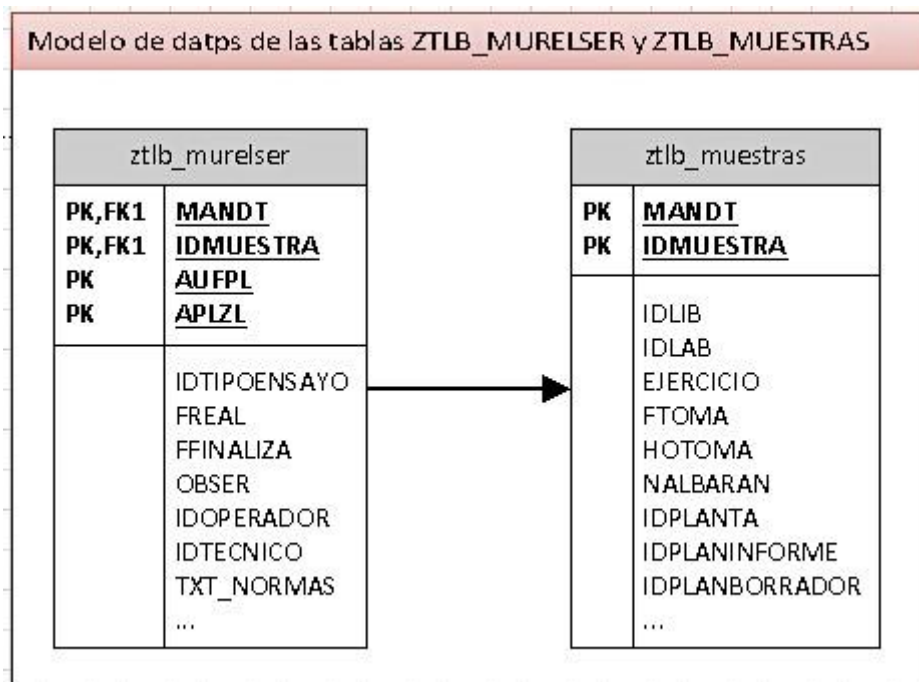 Modelo de datps de las tablas ZTLB_MURELSER y ZTLB_MUESTRAS
ztlb_murelser
PK,FK1 MANDT
PK,FK1 IDMUESTRA
PK AUFPL
PK APLZL
IDTIPOENSAYO
FREAL
FFINALIZA
OBSER
IDOPERADOR
IDTECNICO
TXT_NORMAS
...
ztlb_muestras
PK MANDT
PK IDMUESTRA
IDLIB
IDLAB
EJERCICIO
FTOMA
HOTOMA
NALBARAN
IDPLANTA
IDPLANINFORME
IDPLANBORRADOR
...